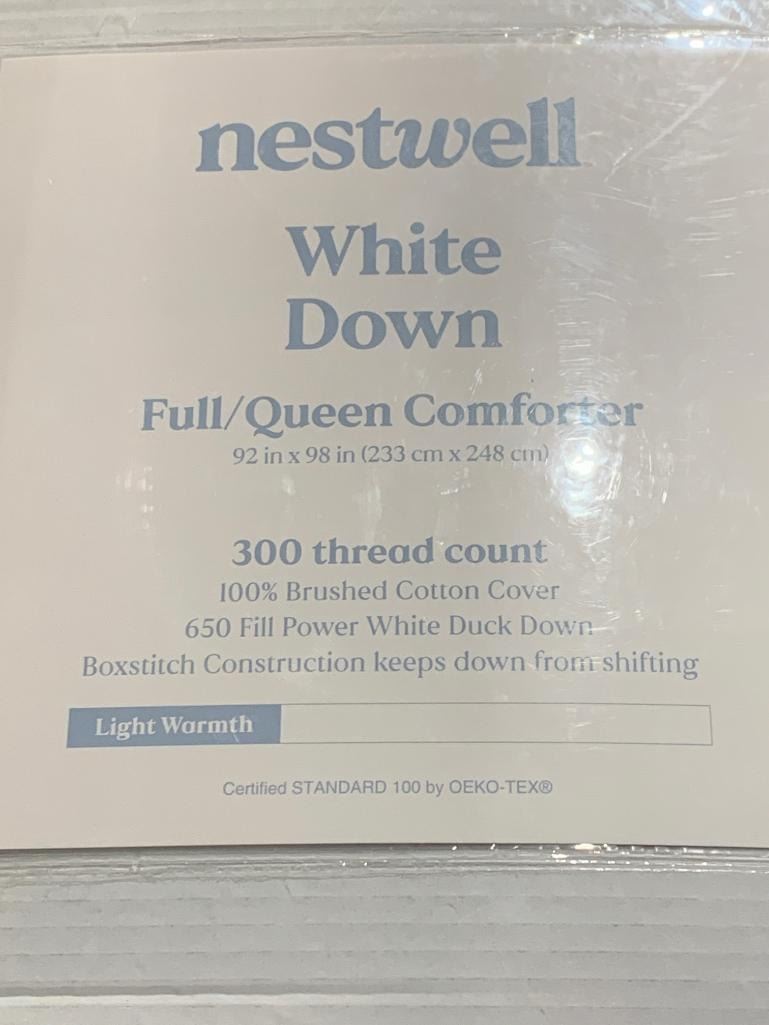 nestwell
White
Down
Full/Queen Comforter
92 in x 98 in (233 cm x 248 cm)
300 thread count
100% Brushed Cotton Cover
650 Fill Power White Duck Down
Boxstitch Construction keeps down from shifting
Light Warmth
Certified STANDARD 100 by OEKO-TEX®